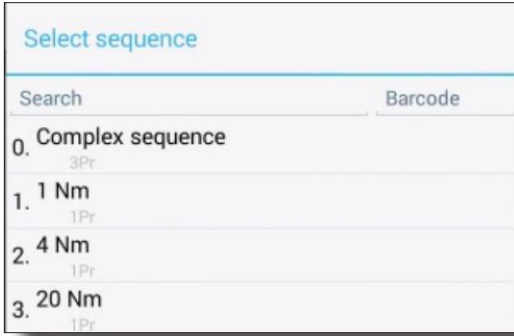 Select sequence
Search Barcode
0. Complex sequence
3Pr
1. 1 Nm
1Pr
2. 4 Nm
1Pr
3. 20 Nm
1Pr